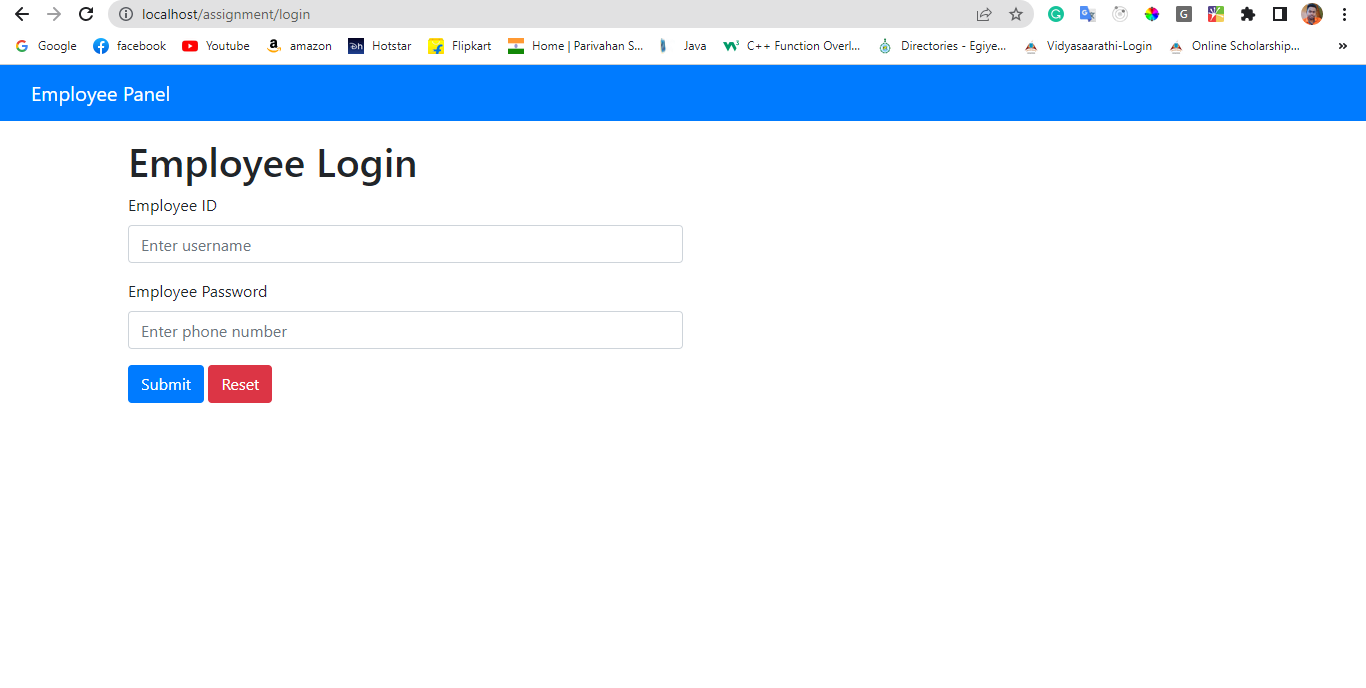 localhost/assignment/login
G
Google facebook Youtube amazon Hotstar Flipkart Home | Parivahan S... Java C++ Function Overl... Directories - Egiye... Vidyasaarathi-Login Online Scholarship... »
Employee Panel
Employee Login
Employee ID
Enter username
Employee Password
Enter phone number
Submit Reset